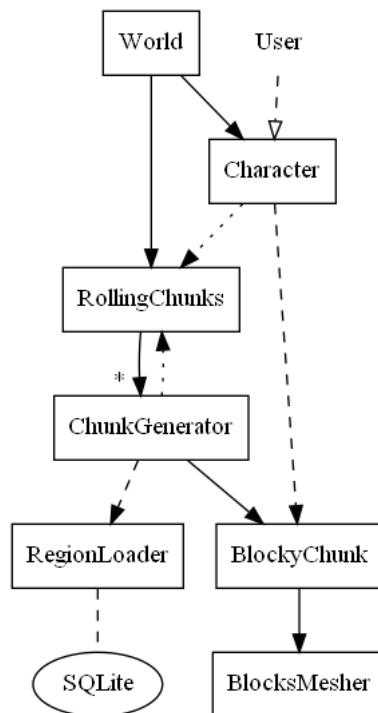 World
User
Character
RollingChunks
*
ChunkGenerator
RegionLoader
BlockyChunk
SQLite
BlocksMesher